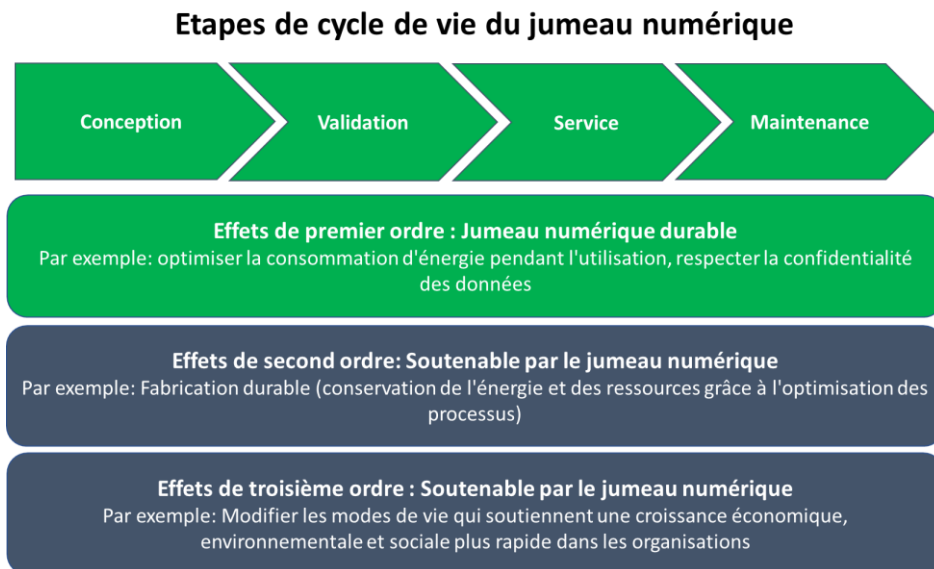 Etapes de cycle de vie du jumeau numérique
Conception
Validation
Service
Maintenance
Effets de premier ordre : Jumeau numérique durable
Par exemple: optimiser la consommation d'énergie pendant l'utilisation, respecter la confidentialité
des données
Effets de second ordre: Soutenable par le jumeau numérique
Par exemple: Fabrication durable (conservation de l'énergie et des ressources grâce à l'optimisation des
processus)
Effets de troisième ordre : Soutenable par le jumeau numérique
Par exemple: Modifier les modes de vie qui soutiennent une croissance économique,
environnementale et sociale plus rapide dans les organisations